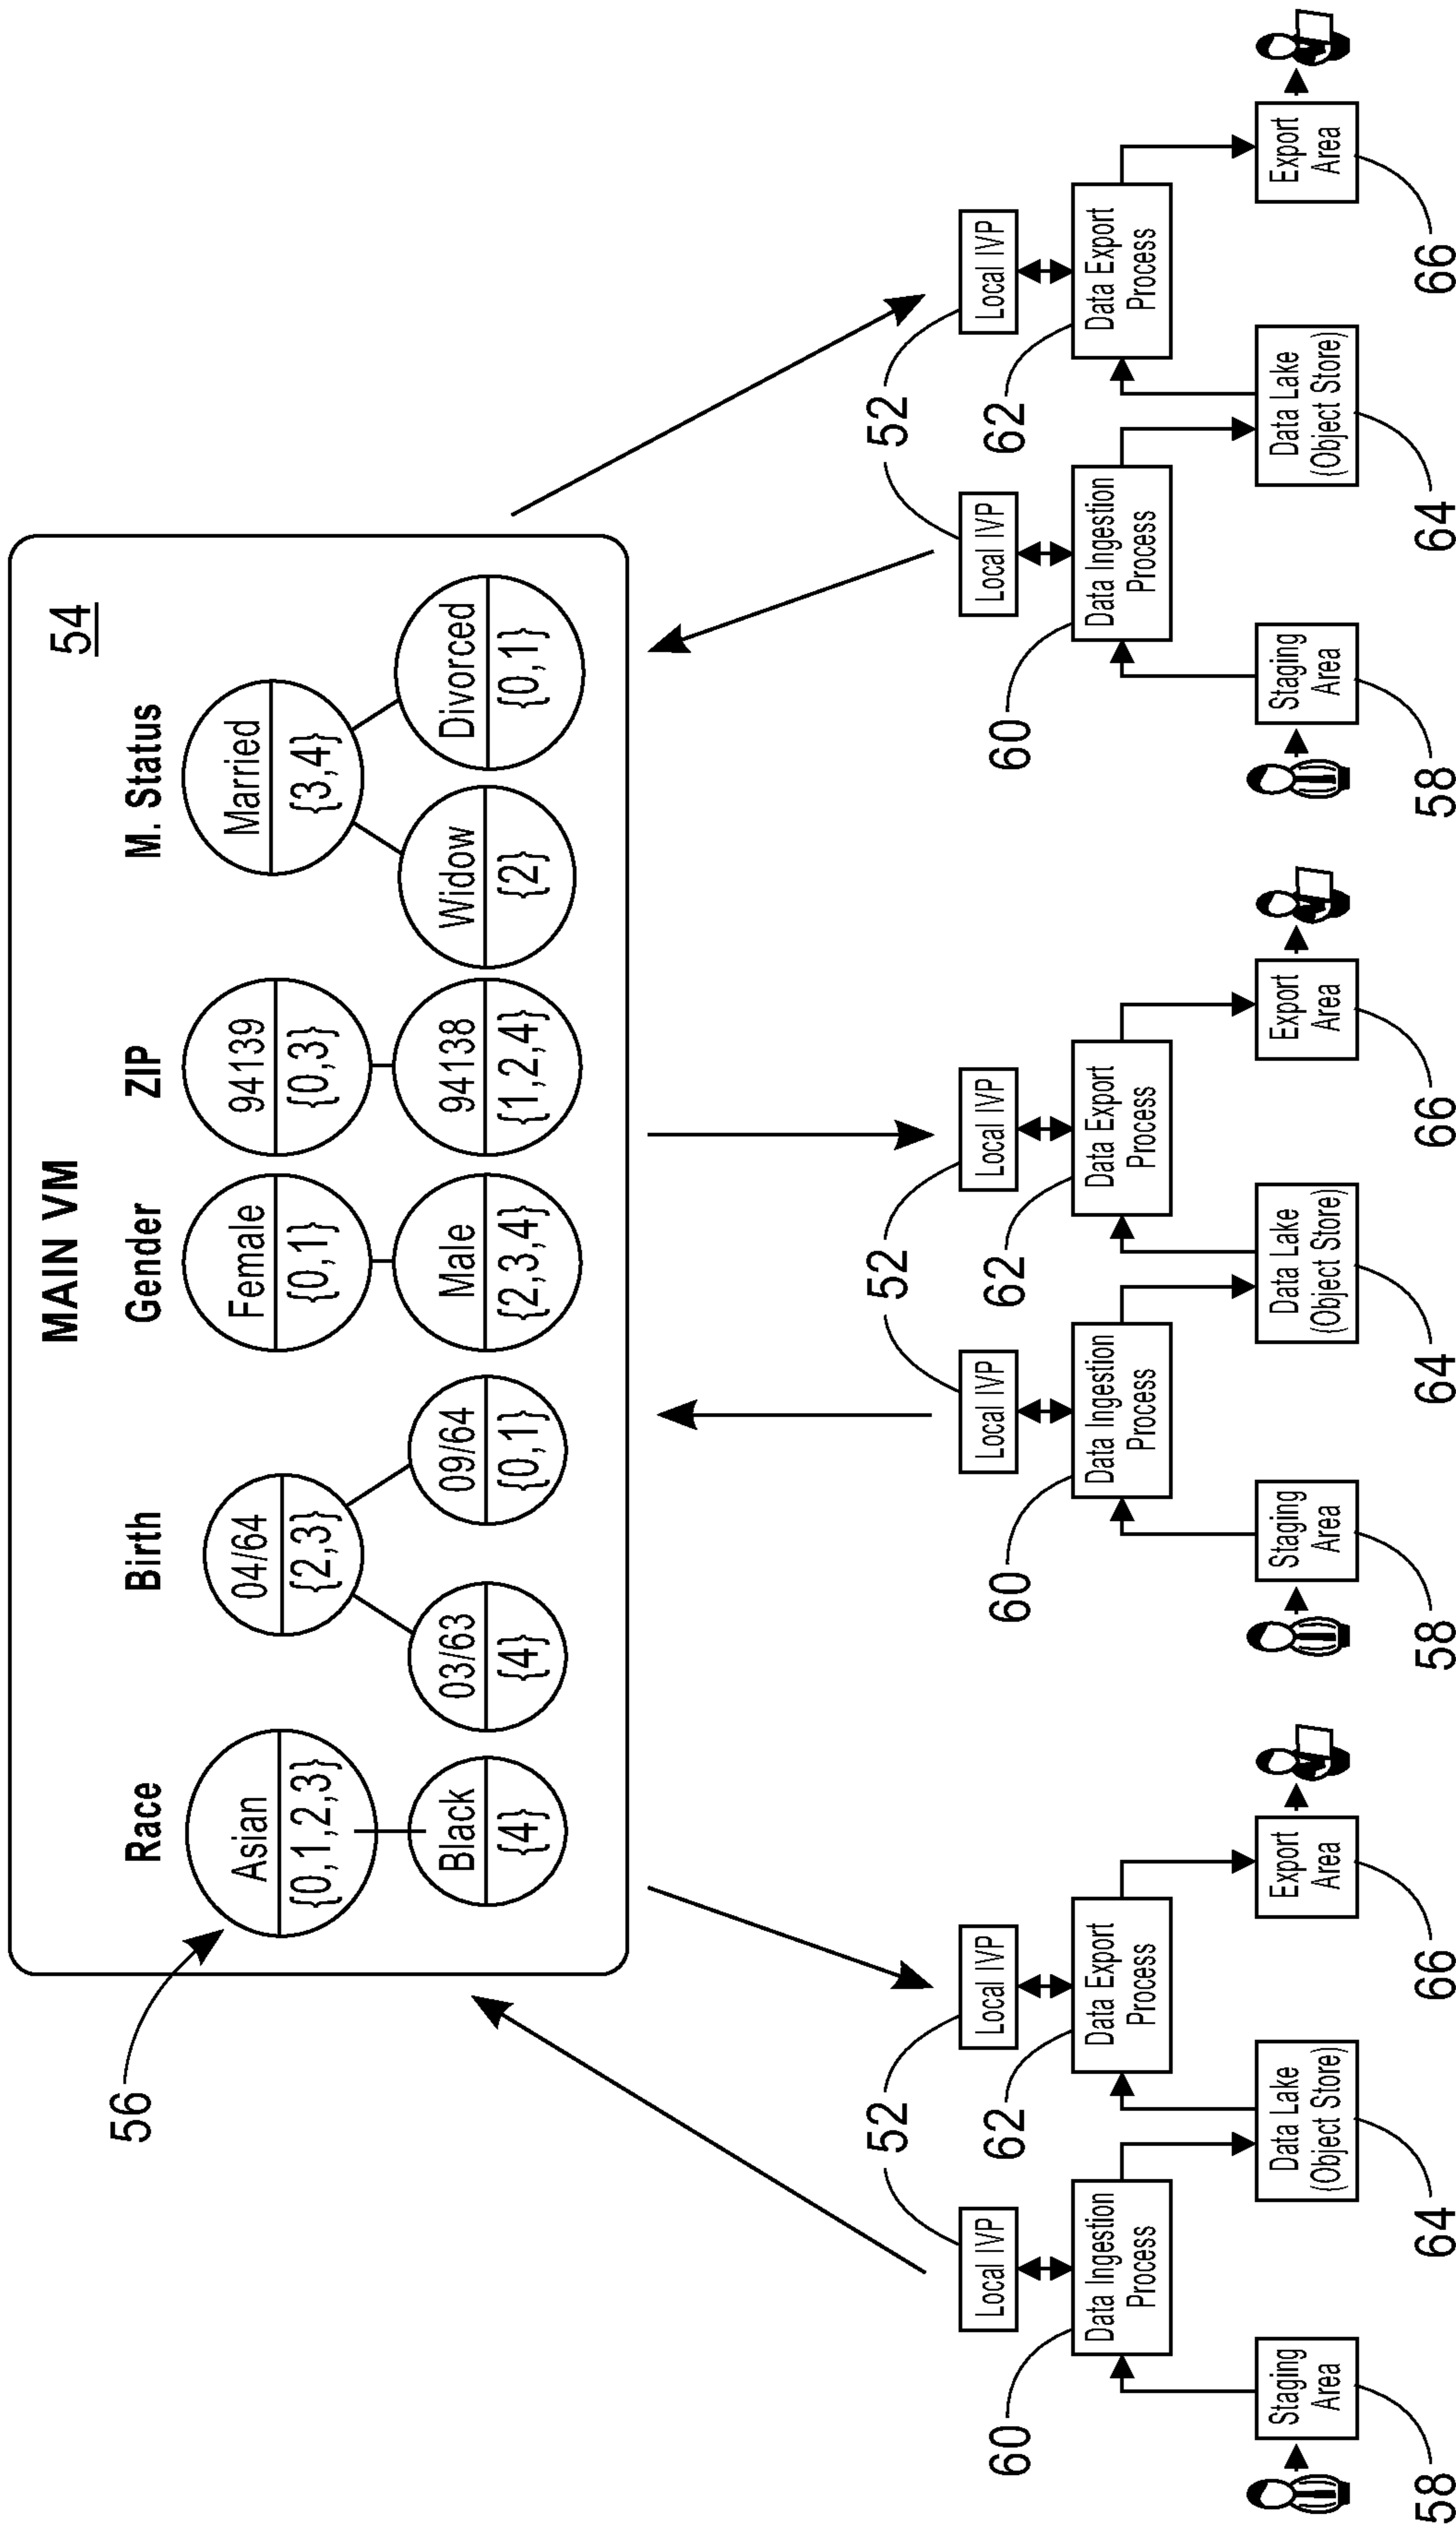 MAIN VM
54
56
Race
Birth
Gender
ZIP
M. Status
Asian
{0,1,2,3}
Black
{4}
04/64
{2,3}
03/63
{4}
09/64
{0,1}
Female
{0,1}
Male
{2,3,4}
94139
{0,3}
94138
{1,2,4}
Married
{3,4}
Widow
{2}
Divorced
{0,1}
52
Local IVP
Local IVP
60
Data Ingestion
Process
62
Data Export
Process
Staging
Area
Data Lake
(Object Store)
Export
Area
58
64
66
52
Local IVP
Local IVP
60
Data Ingestion
Process
62
Data Export
Process
Staging
Area
Data Lake
(Object Store)
Export
Area
58
64
66
52
Local IVP
Local IVP
60
Data Ingestion
Process
62
Data Export
Process
Staging
Area
Data Lake
(Object Store)
Export
Area
58
64
66